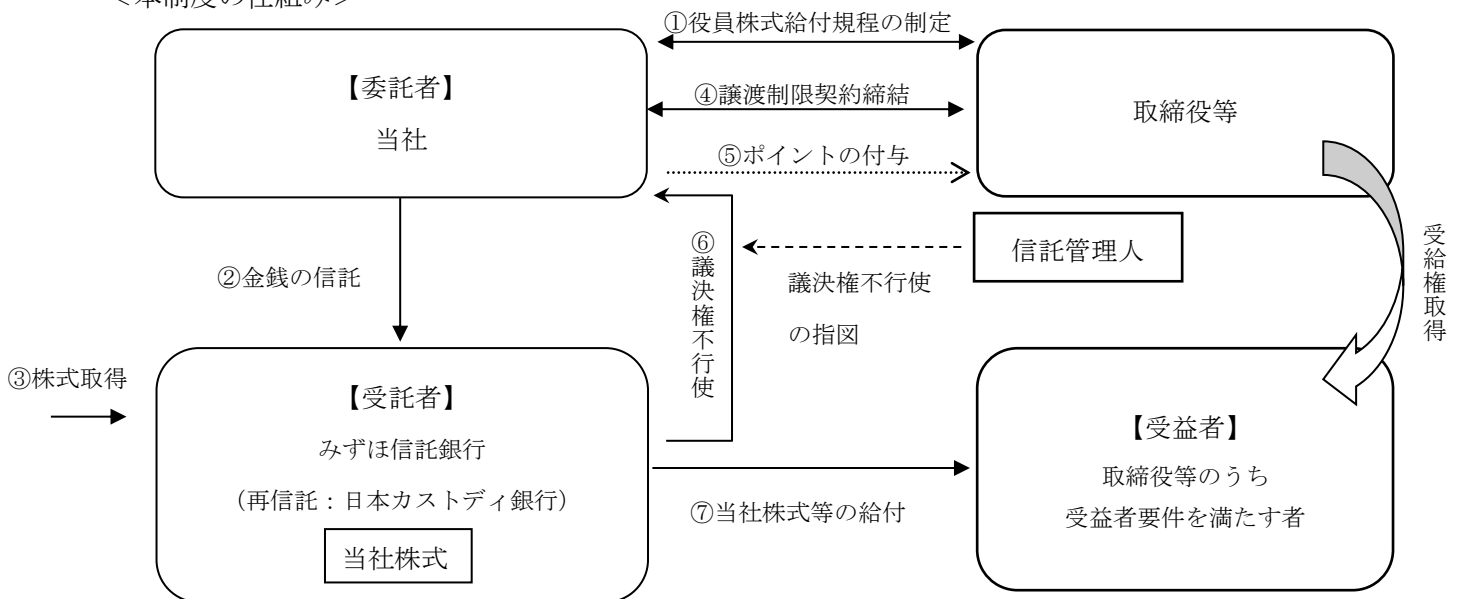 ＜本制度の仕組み＞
①役員株式給付規程の制定
【委託者】
当社
④譲渡制限契約締結
取締役等
⑤ポイントの付与
②金銭の信託
⑥議決権不行使
信託管理人
議決権不行使
の指図
受給権取得
③株式取得
【受託者】
みずほ信託銀行
（再信託：日本カストディ銀行）
当社株式
⑦当社株式等の給付
【受益者】
取締役等のうち
受益者要件を満たす者